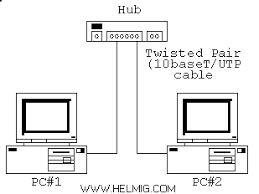 Hub
Twisted Pair
(10baseT/UTP
cable
PC#1
PC#2
WWW.HELMIG.COM